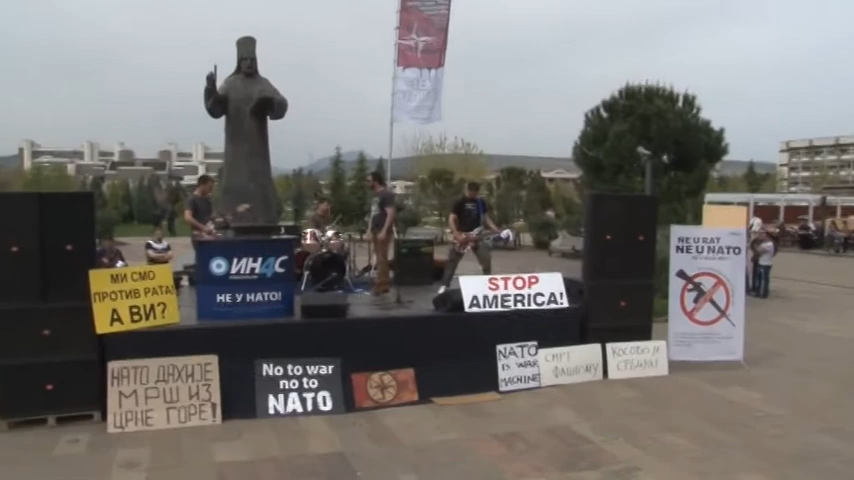 ИН4С
НЕ У НАТО!
МИ СМО
ПРОТИВ РАТА!
А ВИ?
STOP
AMERICA!
NE U RAT
NE U NATO
НАТО ДАХИЈЕ
МРШ ИЗ
ЦРНЕ ГОРЕ!
No to war
no to
NATO!
NATO
IS WAR
MACHINE
СМРТ
ФАШИЗМУ
КОСОВО ЈЕ
СРБИЈА!